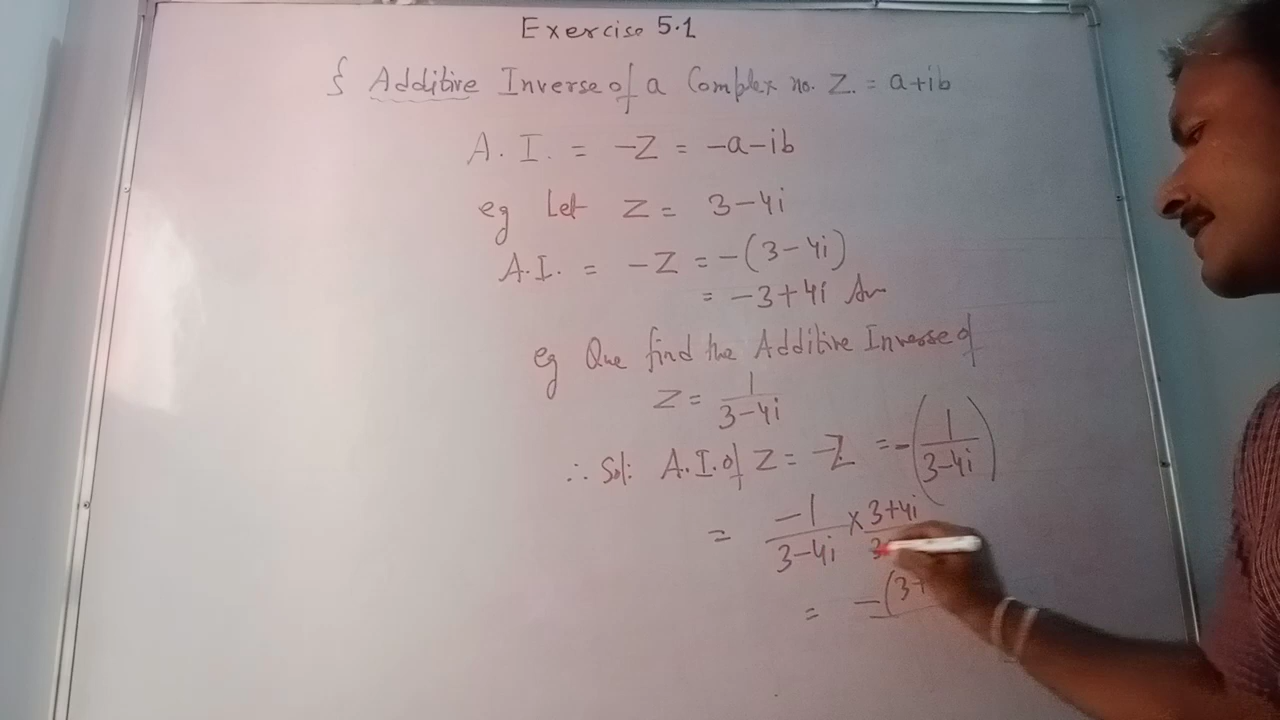 Exercise 5.1
§ Additive Inverse of a Complex no. Z = a+ib
A.I. = -Z = -a-ib
eg Let Z = 3-4i
A.I. = -Z = -(3-4i)
= -3+4i Ans
eg Que find the Additive Inverse of
Z = 1/(3-4i)
∴ Sol: A.I. of Z = -Z = -(1/(3-4i))
= -1/(3-4i) × 3+4i/3
= -(3+